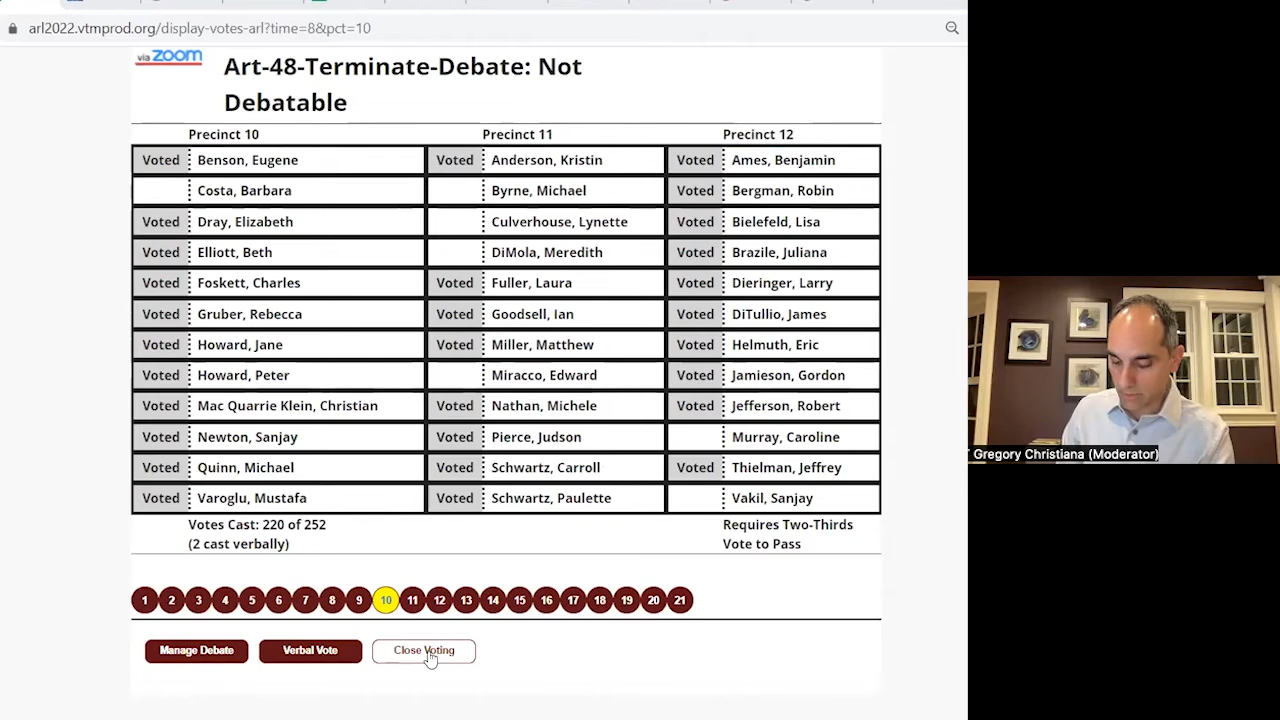 arl2022.vtmprod.org/display-votes-arl?time=8&pct=10
via zoom
Art-48-Terminate-Debate: Not
Debatable
Precinct 10 Precinct 11 Precinct 12
Voted Benson, Eugene Voted Anderson, Kristin Voted Ames, Benjamin
Costa, Barbara Byrne, Michael Voted Bergman, Robin
Voted Dray, Elizabeth Culverhouse, Lynette Voted Bielefeld, Lisa
Voted Elliott, Beth DiMola, Meredith Voted Brazile, Juliana
Voted Foskett, Charles Voted Fuller, Laura Voted Dieringer, Larry
Voted Gruber, Rebecca Voted Goodsell, Ian Voted DiTullio, James
Voted Howard, Jane Voted Miller, Matthew Voted Helmuth, Eric
Voted Howard, Peter Miracco, Edward Voted Jamieson, Gordon
Voted Mac Quarrie Klein, Christian Voted Nathan, Michele Voted Jefferson, Robert
Voted Newton, Sanjay Voted Pierce, Judson Murray, Caroline
Voted Quinn, Michael Voted Schwartz, Carroll Voted Thielman, Jeffrey
Voted Varoglu, Mustafa Voted Schwartz, Paulette Vakil, Sanjay
Votes Cast: 220 of 252 Requires Two-Thirds
(2 cast verbally) Vote to Pass
1 2 3 4 5 6 7 8 9 10 11 12 13 14 15 16 17 18 19 20 21
Manage Debate Verbal Vote Close Voting
Gregory Christiana (Moderator)